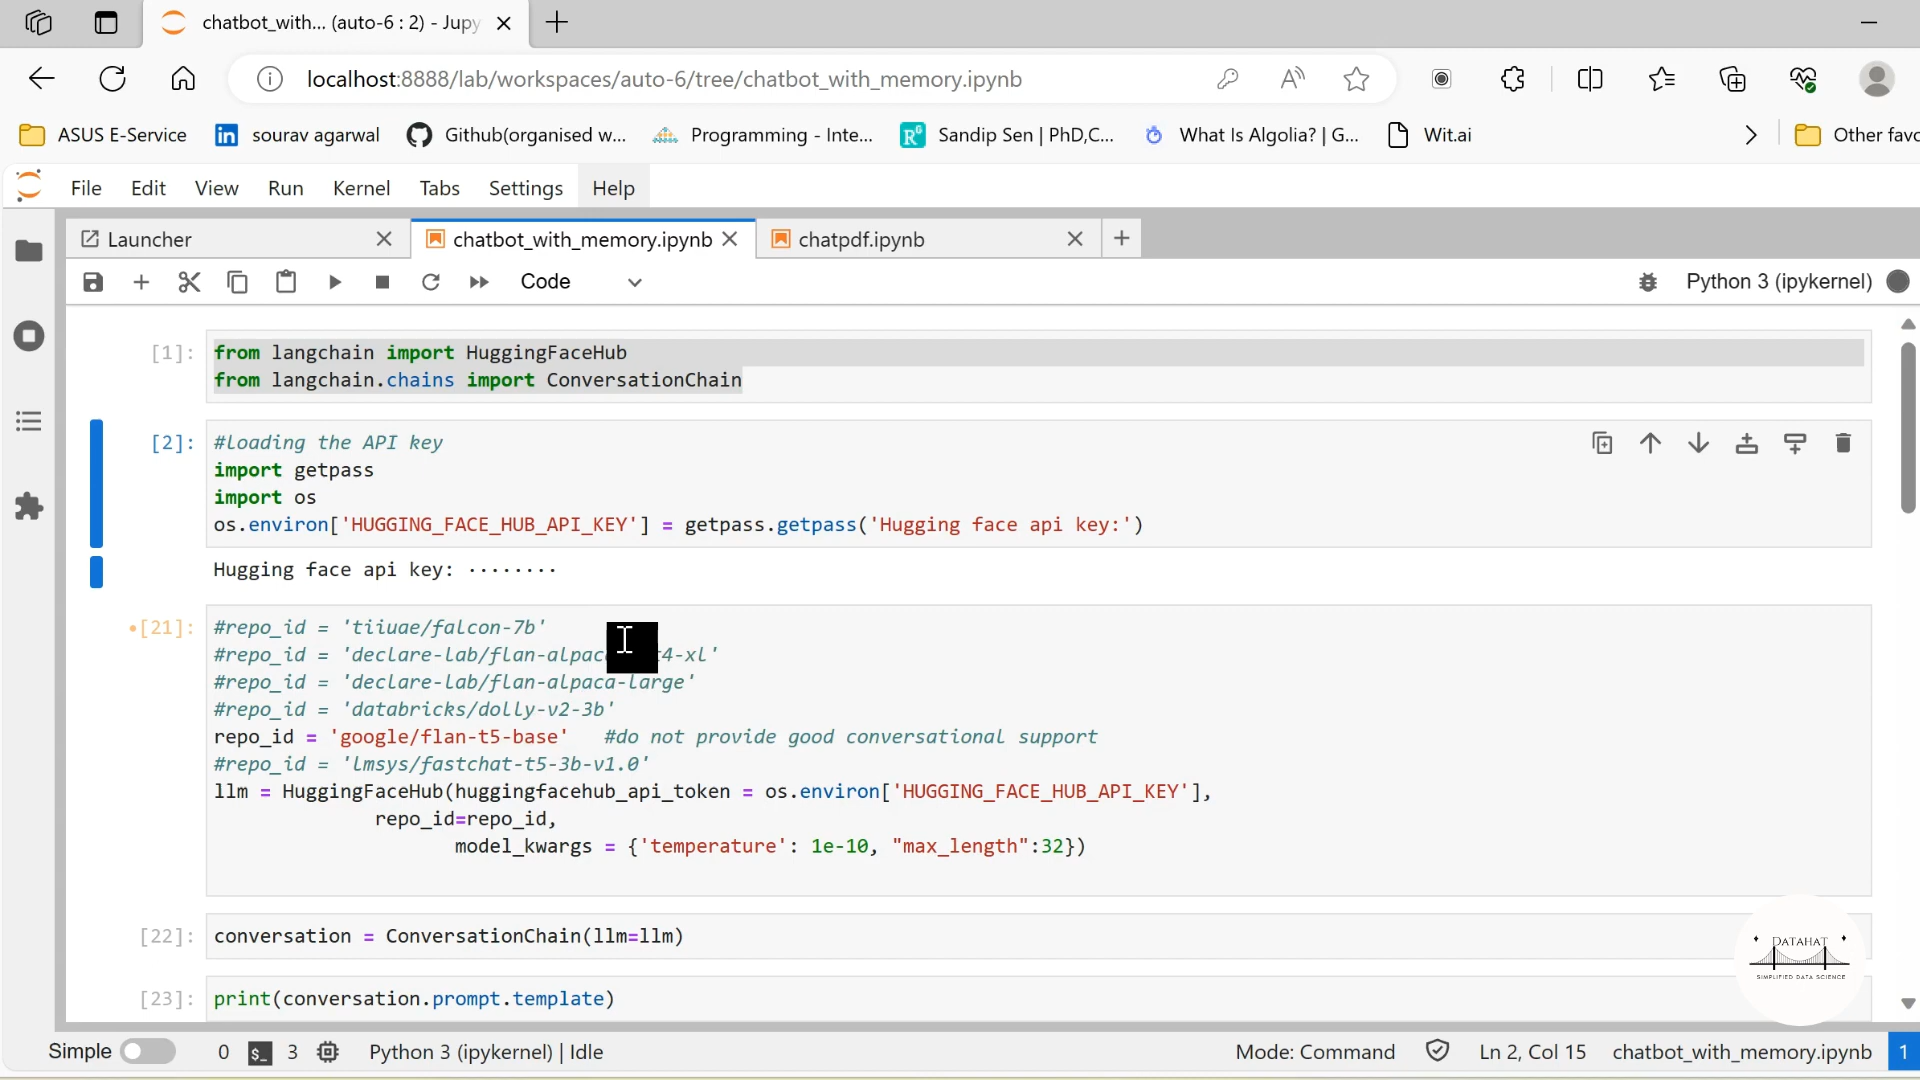 chatbot_with... (auto-6 : 2) - Jupy
localhost:8888/lab/workspaces/auto-6/tree/chatbot_with_memory.ipynb
ASUS E-Service
sourav agarwal
Github(organised w...
Programming - Inte...
Sandip Sen | PhD,C...
What Is Algolia? | G...
Wit.ai
Other favo
File Edit View Run Kernel Tabs Settings Help
Launcher
chatbot_with_memory.ipynb
chatpdf.ipynb
Code
Python 3 (ipykernel)
[1]:
from langchain import HuggingFaceHub
from langchain.chains import ConversationChain
[2]:
#loading the API key
import getpass
import os
os.environ['HUGGING_FACE_HUB_API_KEY'] = getpass.getpass('Hugging face api key:')
Hugging face api key: ········
[21]:
#repo_id = 'tiiuae/falcon-7b'
#repo_id = 'declare-lab/flan-alpac 4-xl'
#repo_id = 'declare-lab/flan-alpaca-large'
#repo_id = 'databricks/dolly-v2-3b'
repo_id = 'google/flan-t5-base' #do not provide good conversational support
#repo_id = 'lmsys/fastchat-t5-3b-v1.0'
llm = HuggingFaceHub(huggingfacehub_api_token = os.environ['HUGGING_FACE_HUB_API_KEY'],
repo_id=repo_id,
model_kwargs = {'temperature': 1e-10, "max_length":32})
[22]:
conversation = ConversationChain(llm=llm)
[23]:
print(conversation.prompt.template)
DATAHAT
SIMPLIFIED DATA SCIENCE
Simple 0 $_ 3 Python 3 (ipykernel) | Idle
Mode: Command Ln 2, Col 15 chatbot_with_memory.ipynb 1